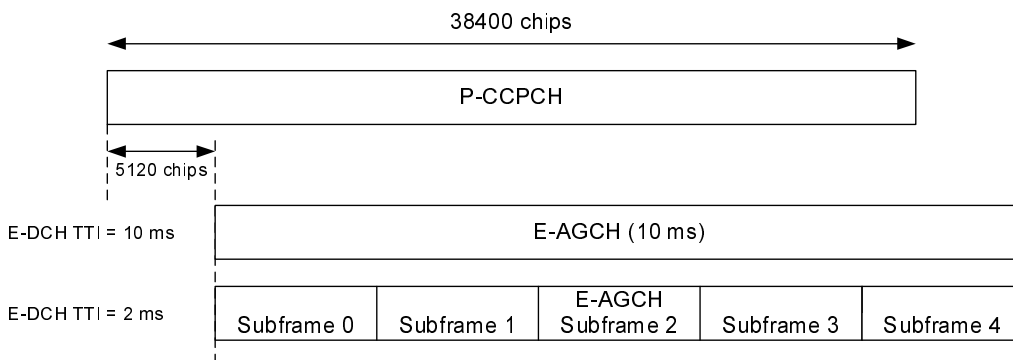 38400 chips
P-CCPCH
5120 chips
E-DCH TTI = 10 ms
E-AGCH (10 ms)
E-DCH TTI = 2 ms
E-AGCH
Subframe 0
Subframe 1
Subframe 2
Subframe 3
Subframe 4